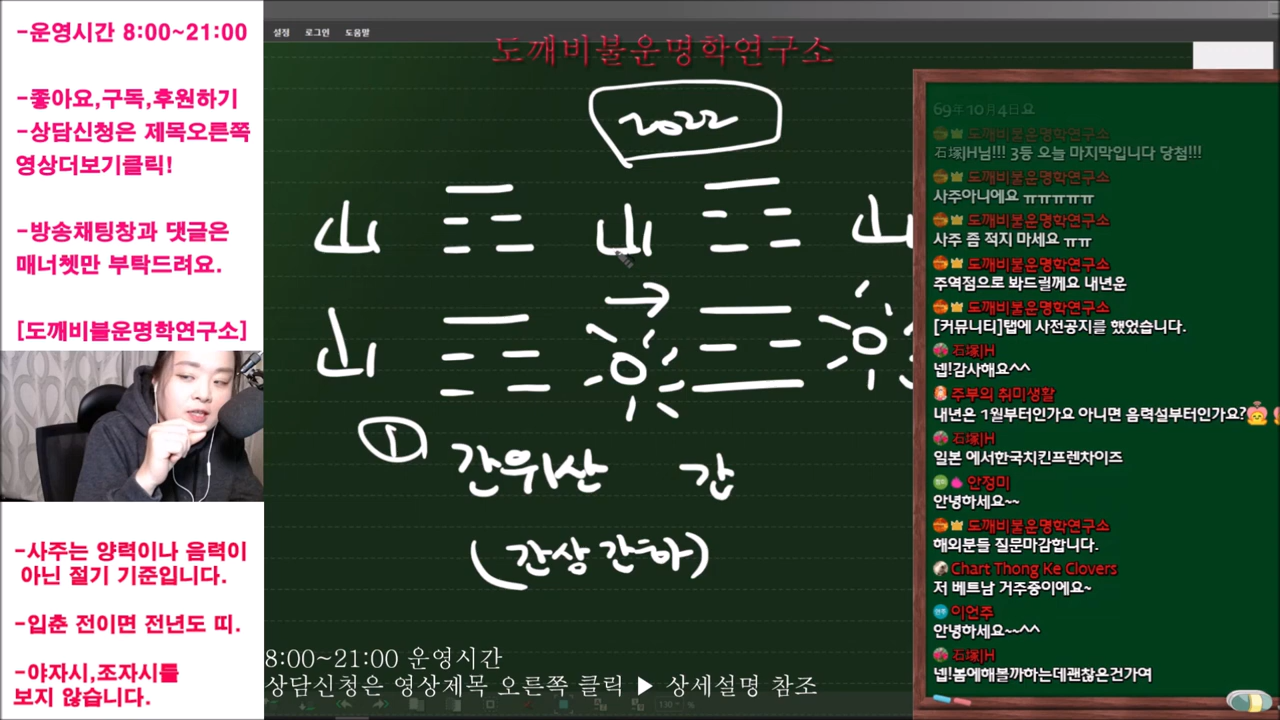 -운영시간 8:00~21:00
-좋아요,구독,후원하기
-상담신청은 제목오른쪽
영상더보기클릭!
-방송채팅창과 댓글은
매너쳇만 부탁드려요.
[도깨비불운명학연구소]
-사주는 양력이나 음력이
아닌 절기 기준입니다.
-입춘 전이면 전년도 띠.
-야자시,조자시를
보지 않습니다.
설정 로그인 도움말
도깨비불운명학연구소
2022
山 山 山
山
①
간위산 간
(간상 간하)
8:00~21:00 운영시간
상담신청은 영상제목 오른쪽 클릭 ▶ 상세설명 참조
130 %
69年 10月 4日요
도깨비불운명학연구소
石塚|H님!!! 3등 오늘 마지막입니다 당첨!!!
도깨비불운명학연구소
사주아니에요 ㅠㅠㅠㅠㅠ
도깨비불운명학연구소
사주 좀 적지 마세요 ㅠㅠ
도깨비불운명학연구소
주역점으로 봐드릴께요 내년운
도깨비불운명학연구소
[커뮤니티]탭에 사전공지를 했었습니다.
石塚|H
넵!감사해요^^
주부의 취미생활
내년은 1월부터인가요 아니면 음력설부터인가요?
石塚|H
일본 에서한국치킨프렌차이즈
안정미
안녕하세요~~
도깨비불운명학연구소
해외분들 질문마감합니다.
Chart Thong Ke Clovers
저 베트남 거주중이에요~
이언주
안녕하세요~~^^
石塚|H
넵!봄에해볼까하는데괜찮은건가여